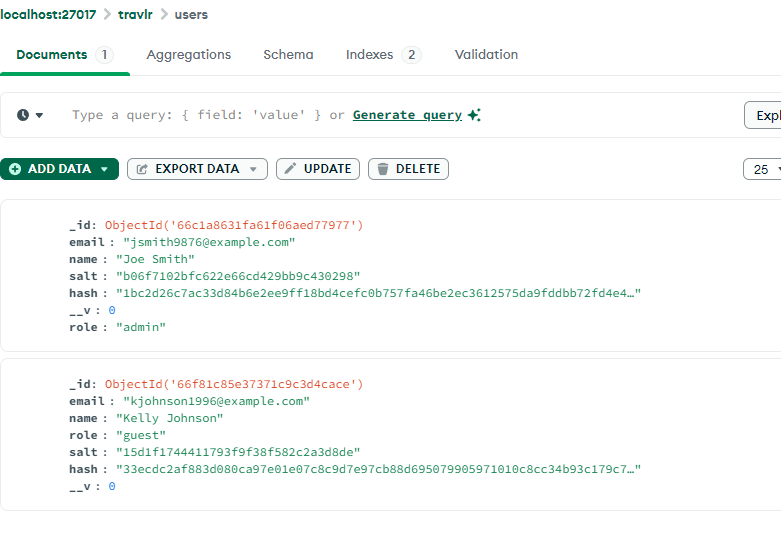 localhost:27017 > travlr > users
Documents 1 Aggregations Schema Indexes 2 Validation
Type a query: { field: 'value' } or Generate query
Expl
ADD DATA EXPORT DATA UPDATE DELETE
25
_id: ObjectId('66c1a8631fa61f06aed77977')
email : "jsmith9876@example.com"
name : "Joe Smith"
salt : "b06f7102bfc622e66cd429bb9c430298"
hash : "1bc2d26c7ac33d84b6e2ee9ff18bd4cefc0b757fa46be2ec3612575da9fddbb72fd4e4…"
__v : 0
role : "admin"
_id: ObjectId('66f81c85e37371c9c3d4cace')
email : "kjohnson1996@example.com"
name : "Kelly Johnson"
role : "guest"
salt : "15d1f1744411793f9f38f582c2a3d8de"
hash : "33ecdc2af883d080ca97e01e07c8c9d7e97cb88d695079905971010c8cc34b93c179c7…"
__v : 0